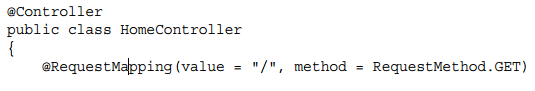 @Controller
public class HomeController
{
@RequestMapping(value = "/", method = RequestMethod.GET)